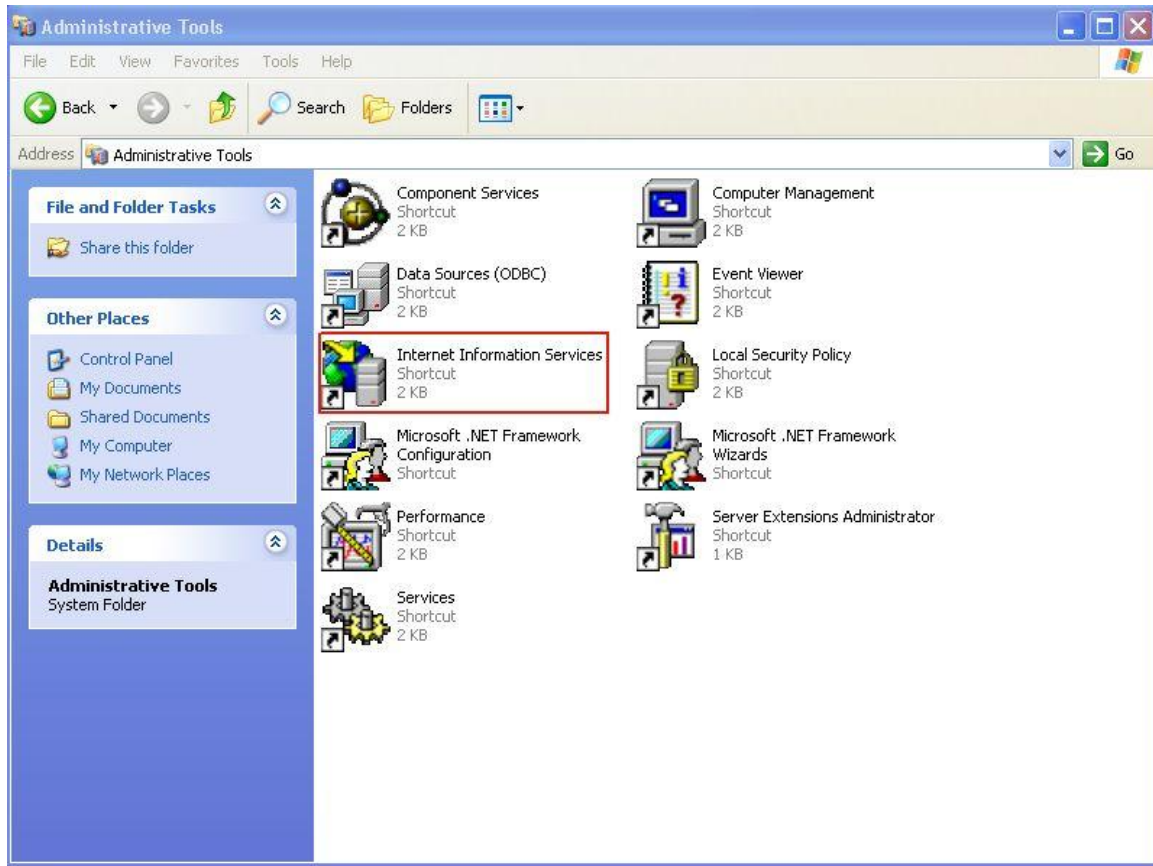 Administrative Tools
File Edit View Favorites Tools Help
Back Search Folders
Address Administrative Tools Go
File and Folder Tasks
Share this folder
Other Places
Control Panel
My Documents
Shared Documents
My Computer
My Network Places
Details
Administrative Tools
System Folder
Component Services
Shortcut
2 KB
Computer Management
Shortcut
2 KB
Data Sources (ODBC)
Shortcut
2 KB
Event Viewer
Shortcut
2 KB
Internet Information Services
Shortcut
2 KB
Local Security Policy
Shortcut
2 KB
Microsoft .NET Framework
Configuration
Shortcut
Microsoft .NET Framework
Wizards
Shortcut
Performance
Shortcut
2 KB
Server Extensions Administrator
Shortcut
1 KB
Services
Shortcut
2 KB